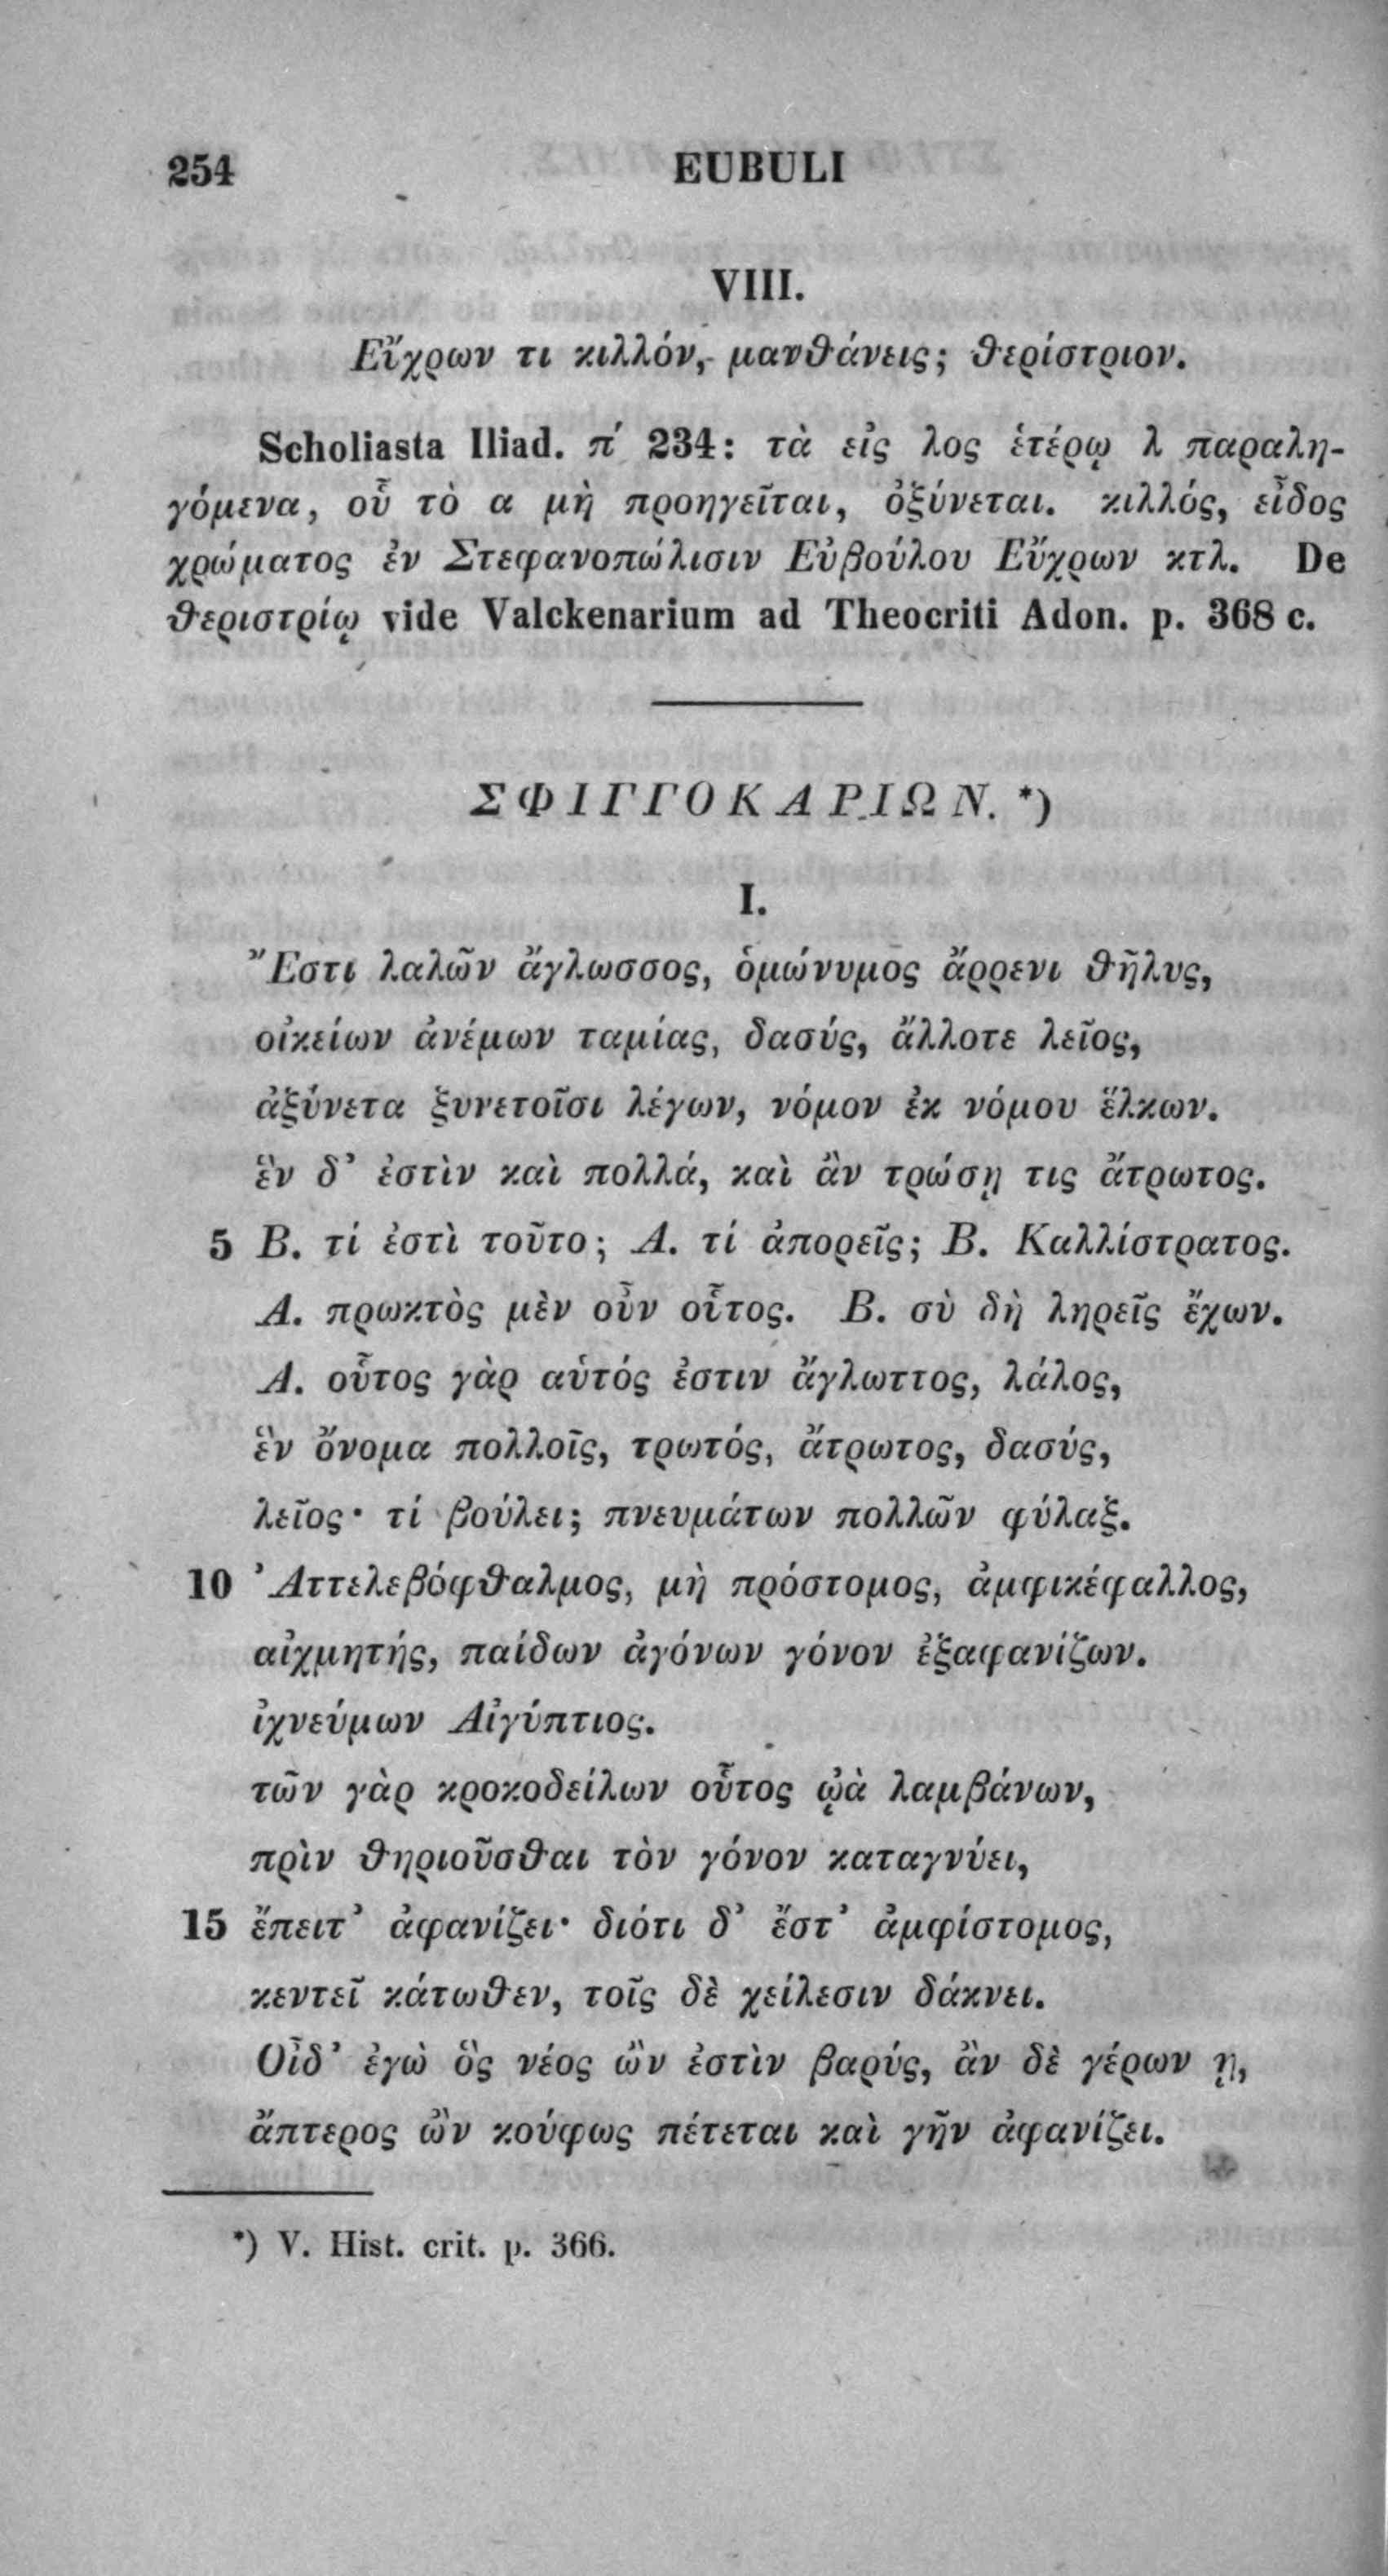 254 EUBULI
VIII.
Εὔχρων τι κιλλόν, μανθάνεις; θερίστριον.
Scholiasta Iliad. π΄ 234: τὰ εἰς λος ἑτέρῳ λ παραλη-
γόμενα, οὗ τὸ α μὴ προηγεῖται, ὀξύνεται. κιλλός, εἶδος
χρώματος ἐν Στεφανοπώλισιν Εὐβούλου Εὔχρων κτλ. De
θεριστρίῳ vide Valckenarium ad Theocriti Adon. p. 368 c.
ΣΦΙΓΓΟΚΑΡΙΩΝ. *)
I.
Ἔστι λαλῶν ἄγλωσσος, ὁμώνυμος ἄρρενι θῆλυς,
οἰκείων ἀνέμων ταμίας, δασύς, ἄλλοτε λεῖος,
ἀξύνετα ξυνετοῖσι λέγων, νόμον ἐκ νόμου ἕλκων.
ἓν δ᾽ ἐστὶν καὶ πολλά, καὶ ἂν τρώσῃ τις ἄτρωτος.
5 Β. τί ἐστὶ τοῦτο; Α. τί ἀπορεῖς; Β. Καλλίστρατος.
Α. πρωκτὸς μὲν οὖν οὗτος. Β. σὺ δὴ ληρεῖς ἔχων.
Α. οὗτος γὰρ αὑτός ἐστιν ἄγλωττος, λάλος,
ἓν ὄνομα πολλοῖς, τρωτός, ἄτρωτος, δασύς,
λεῖος· τί βούλει; πνευμάτων πολλῶν φύλαξ.
10 Ἀττελεβόφθαλμος, μὴ πρόστομος, ἀμφικέφαλλος,
αἰχμητής, παίδων ἀγόνων γόνον ἐξαφανίζων.
ἰχνεύμων Αἰγύπτιος.
τῶν γὰρ κροκοδείλων οὗτος ᾠὰ λαμβάνων,
πρὶν θηριοῦσθαι τὸν γόνον καταγνύει,
15 ἔπειτ᾽ ἀφανίζει· διότι δ᾽ ἔστ᾽ ἀμφίστομος,
κεντεῖ κάτωθεν, τοῖς δὲ χείλεσιν δάκνει.
Οἶδ᾽ ἐγὼ ὃς νέος ὢν ἐστὶν βαρύς, ἂν δὲ γέρων ῃ,
ἄπτερος ὢν κούφως πέτεται καὶ γῆν ἀφανίζει.
*) V. Hist. crit. p. 366.